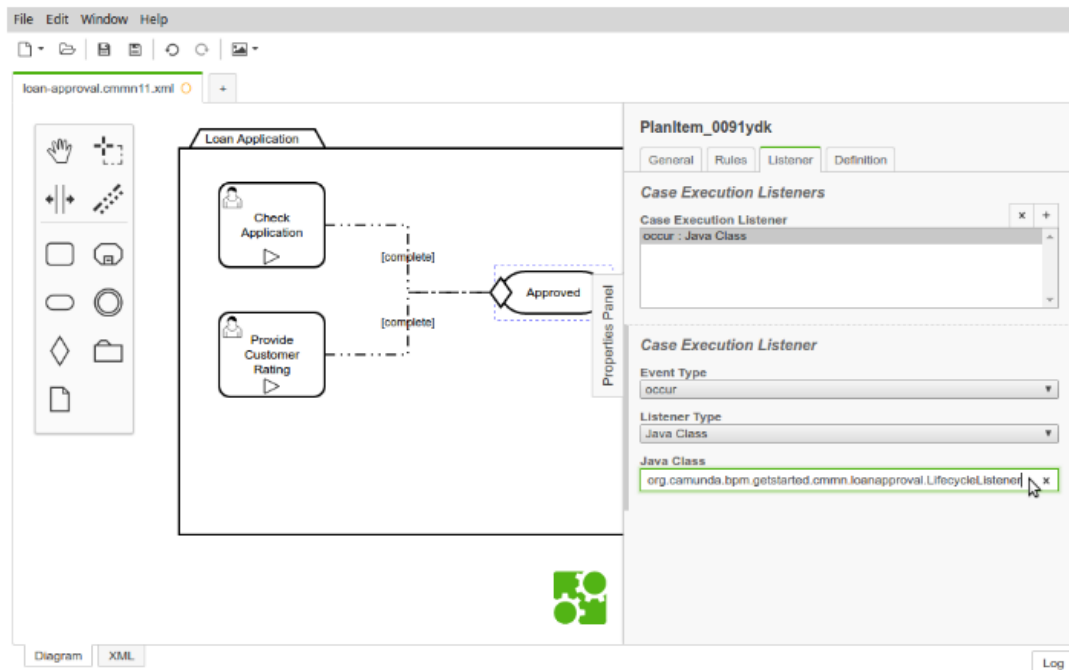 File Edit Window Help
loan-approval.cmmn11.xml
+
Loan Application
Check
Application
[complete]
Approved
[complete]
Provide
Customer
Rating
Properties Panel
PlanItem_0091ydk
General Rules Listener Definition
Case Execution Listeners
Case Execution Listener
x +
occur : Java Class
Case Execution Listener
Event Type
occur
Listener Type
Java Class
Java Class
org.camunda.bpm.getstarted.cmmn.loanapproval.LifecycleListener
x
Diagram XML
Log